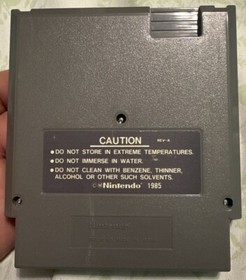 CAUTION REV-A
• DO NOT STORE IN EXTREME TEMPERATURES.
• DO NOT IMMERSE IN WATER.
• DO NOT CLEAN WITH BENZENE, THINNER,
ALCOHOL OR OTHER SUCH SOLVENTS.
© Nintendo 1985